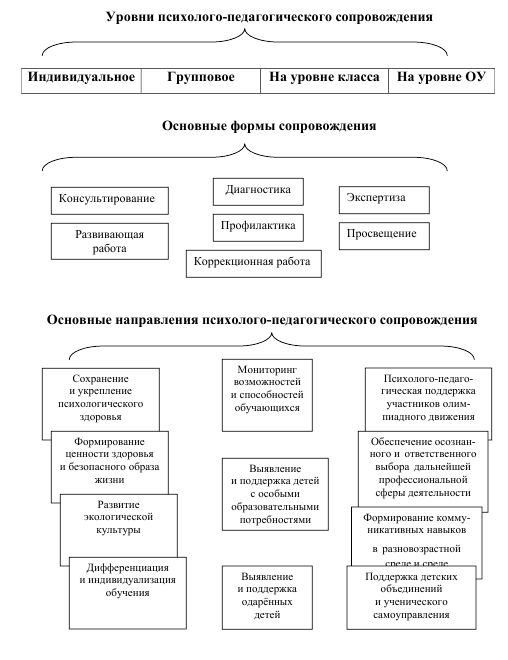 Уровни психолого-педагогического сопровождения
Индивидуальное
Групповое
На уровне класса
На уровне ОУ
Основные формы сопровождения
Консультирование
Развивающая
работа
Диагностика
Профилактика
Коррекционная работа
Экспертиза
Просвещение
Основные направления психолого-педагогического сопровождения
Сохранение
и укрепление
психологического
здоровья
Формирование
ценности здоровья
и безопасного образа
жизни
Развитие
экологической
культуры
Дифференциация
и индивидуализация
обучения
Мониторинг
возможностей
и способностей
обучающихся
Выявление
и поддержка детей
с особыми
образовательными
потребностями
Выявление
и поддержка
одарённых
детей
Психолого-педаго-
гическая поддержка
участников олим-
пиадного движения
Обеспечение осознан-
ного и ответственного
выбора дальнейшей
профессиональной
сферы деятельности
Формирование комму-
никативных навыков
в разновозрастной
среде и среде
Поддержка детских
объединений
и ученического
самоуправления